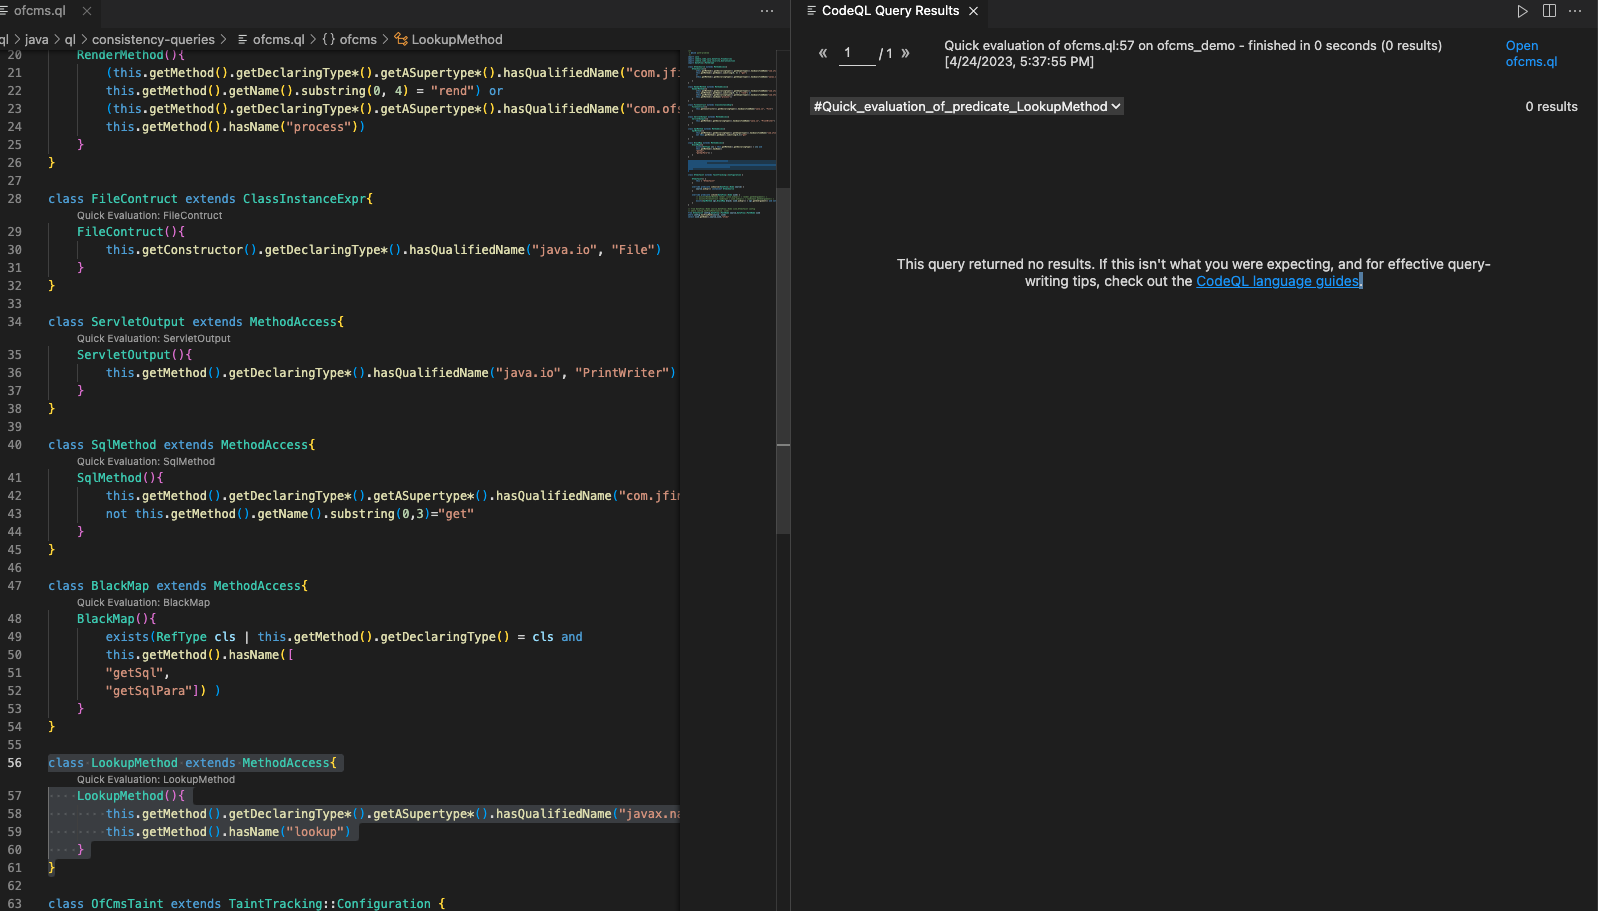 ofcms.ql
ql > java > ql > consistency-queries > ofcms.ql > {} ofcms > LookupMethod
20 RenderMethod(){
21 (this.getMethod().getDeclaringType*().getASupertype*().hasQualifiedName("com.jfi
22 this.getMethod().getName().substring(0, 4) = "rend") or
23 (this.getMethod().getDeclaringType*().getASupertype*().hasQualifiedName("com.ofs
24 this.getMethod().hasName("process"))
25 }
26 }
27
28 class FileContruct extends ClassInstanceExpr{
Quick Evaluation: FileContruct
29 FileContruct(){
30 this.getConstructor().getDeclaringType*().hasQualifiedName("java.io", "File")
31 }
32 }
33
34 class ServletOutput extends MethodAccess{
Quick Evaluation: ServletOutput
35 ServletOutput(){
36 this.getMethod().getDeclaringType*().hasQualifiedName("java.io", "PrintWriter")
37 }
38 }
39
40 class SqlMethod extends MethodAccess{
Quick Evaluation: SqlMethod
41 SqlMethod(){
42 this.getMethod().getDeclaringType*().getASupertype*().hasQualifiedName("com.jfin
43 not this.getMethod().getName().substring(0,3)="get"
44 }
45 }
46
47 class BlackMap extends MethodAccess{
Quick Evaluation: BlackMap
48 BlackMap(){
49 exists(RefType cls | this.getMethod().getDeclaringType() = cls and
50 this.getMethod().hasName([
51 "getSql",
52 "getSqlPara"]) )
53 }
54 }
55
56 class LookupMethod extends MethodAccess{
Quick Evaluation: LookupMethod
57 LookupMethod(){
58 this.getMethod().getDeclaringType*().getASupertype*().hasQualifiedName("javax.na
59 this.getMethod().hasName("lookup")
60 }
61 }
62
63 class OfCmsTaint extends TaintTracking::Configuration {
CodeQL Query Results
« 1 / 1 »
Quick evaluation of ofcms.ql:57 on ofcms_demo - finished in 0 seconds (0 results)
[4/24/2023, 5:37:55 PM]
Open
ofcms.ql
#Quick_evaluation_of_predicate_LookupMethod
0 results
This query returned no results. If this isn't what you were expecting, and for effective query-
writing tips, check out the CodeQL language guides.